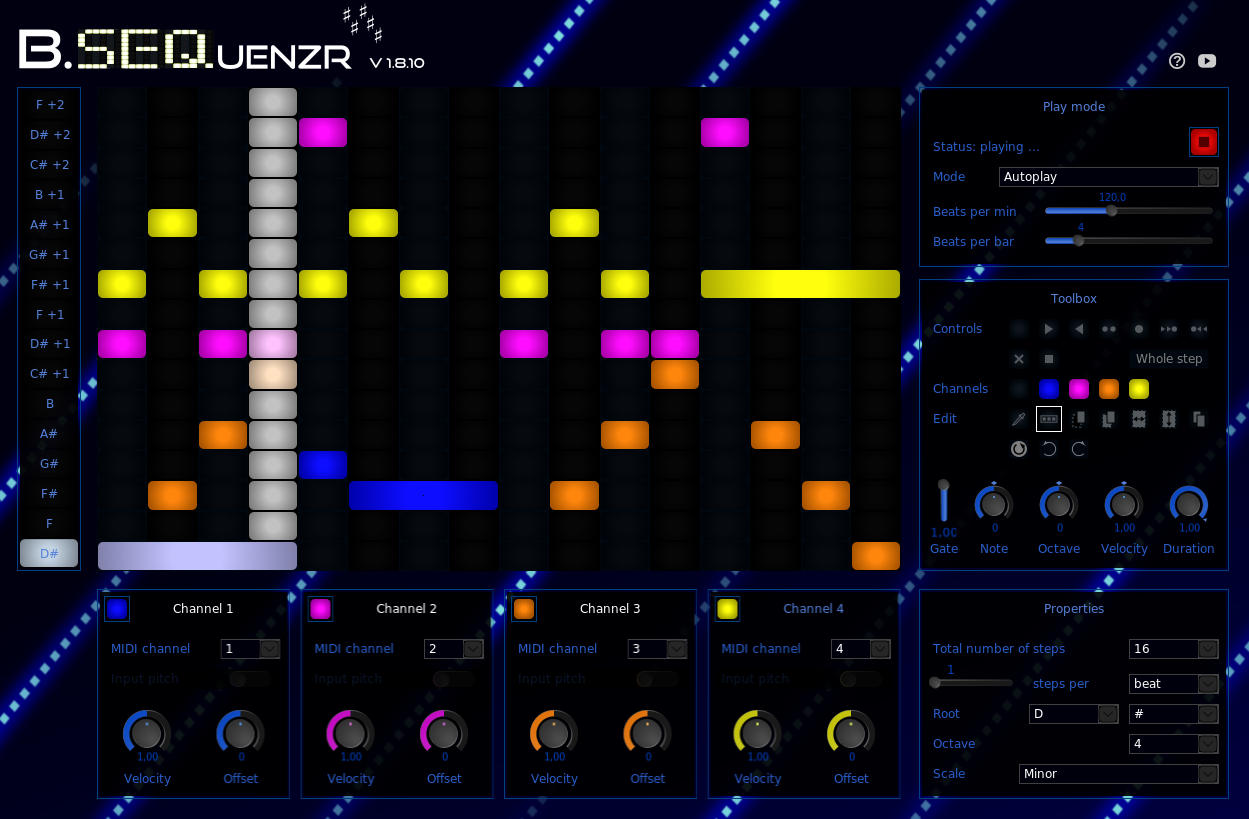 B.SEQ.UENZR V 1.8.10
F +2
D# +2
C# +2
B +1
A# +1
G# +1
F# +1
F +1
D# +1
C# +1
B
A#
G#
F#
F
D#
Play mode
Status: playing ...
Mode Autoplay
120,0
Beats per min
4
Beats per bar
Toolbox
Controls
Whole step
Channels
Edit
1,00 0 0 1,00 1,00
Gate Note Octave Velocity Duration
Channel 1
MIDI channel 1
Input pitch
1,00 0
Velocity Offset
Channel 2
MIDI channel 2
Input pitch
1,00 0
Velocity Offset
Channel 3
MIDI channel 3
Input pitch
1,00 0
Velocity Offset
Channel 4
MIDI channel 4
Input pitch
1,00 0
Velocity Offset
Properties
Total number of steps 16
1
steps per beat
Root D #
Octave 4
Scale Minor